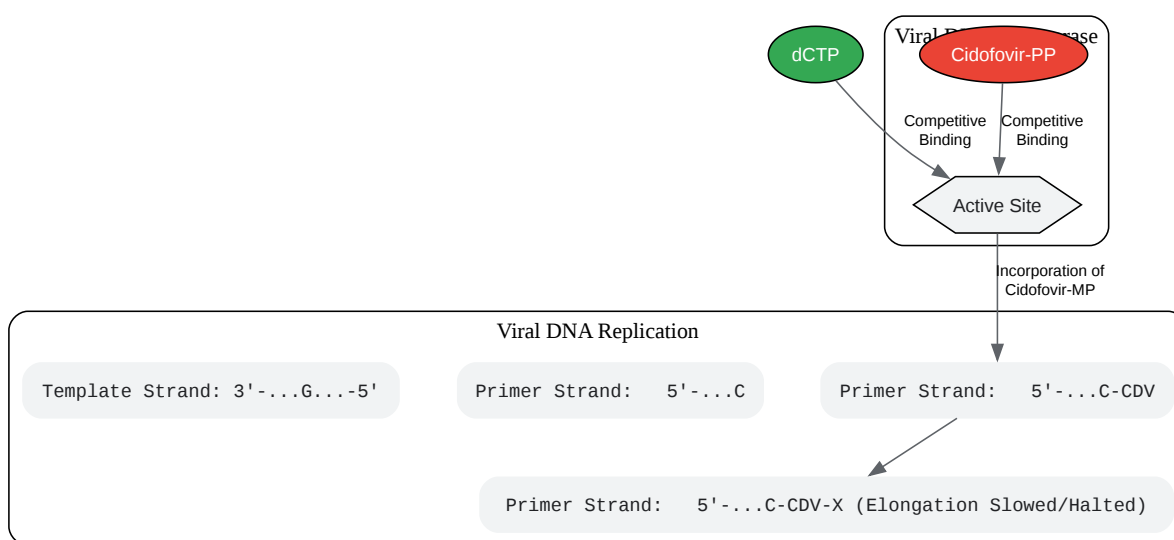 Viral
dCTP
Cidofovir-PP
Competitive
Binding
Competitive
Binding
Active Site
Incorporation of
Cidofovir-MP
Viral DNA Replication
Template Strand: 3'-...G...-5'
Primer Strand:   5'-...C
Primer Strand:   5'-...C-CDV
Primer Strand:   5'-...C-CDV-X (Elongation Slowed/Halted)